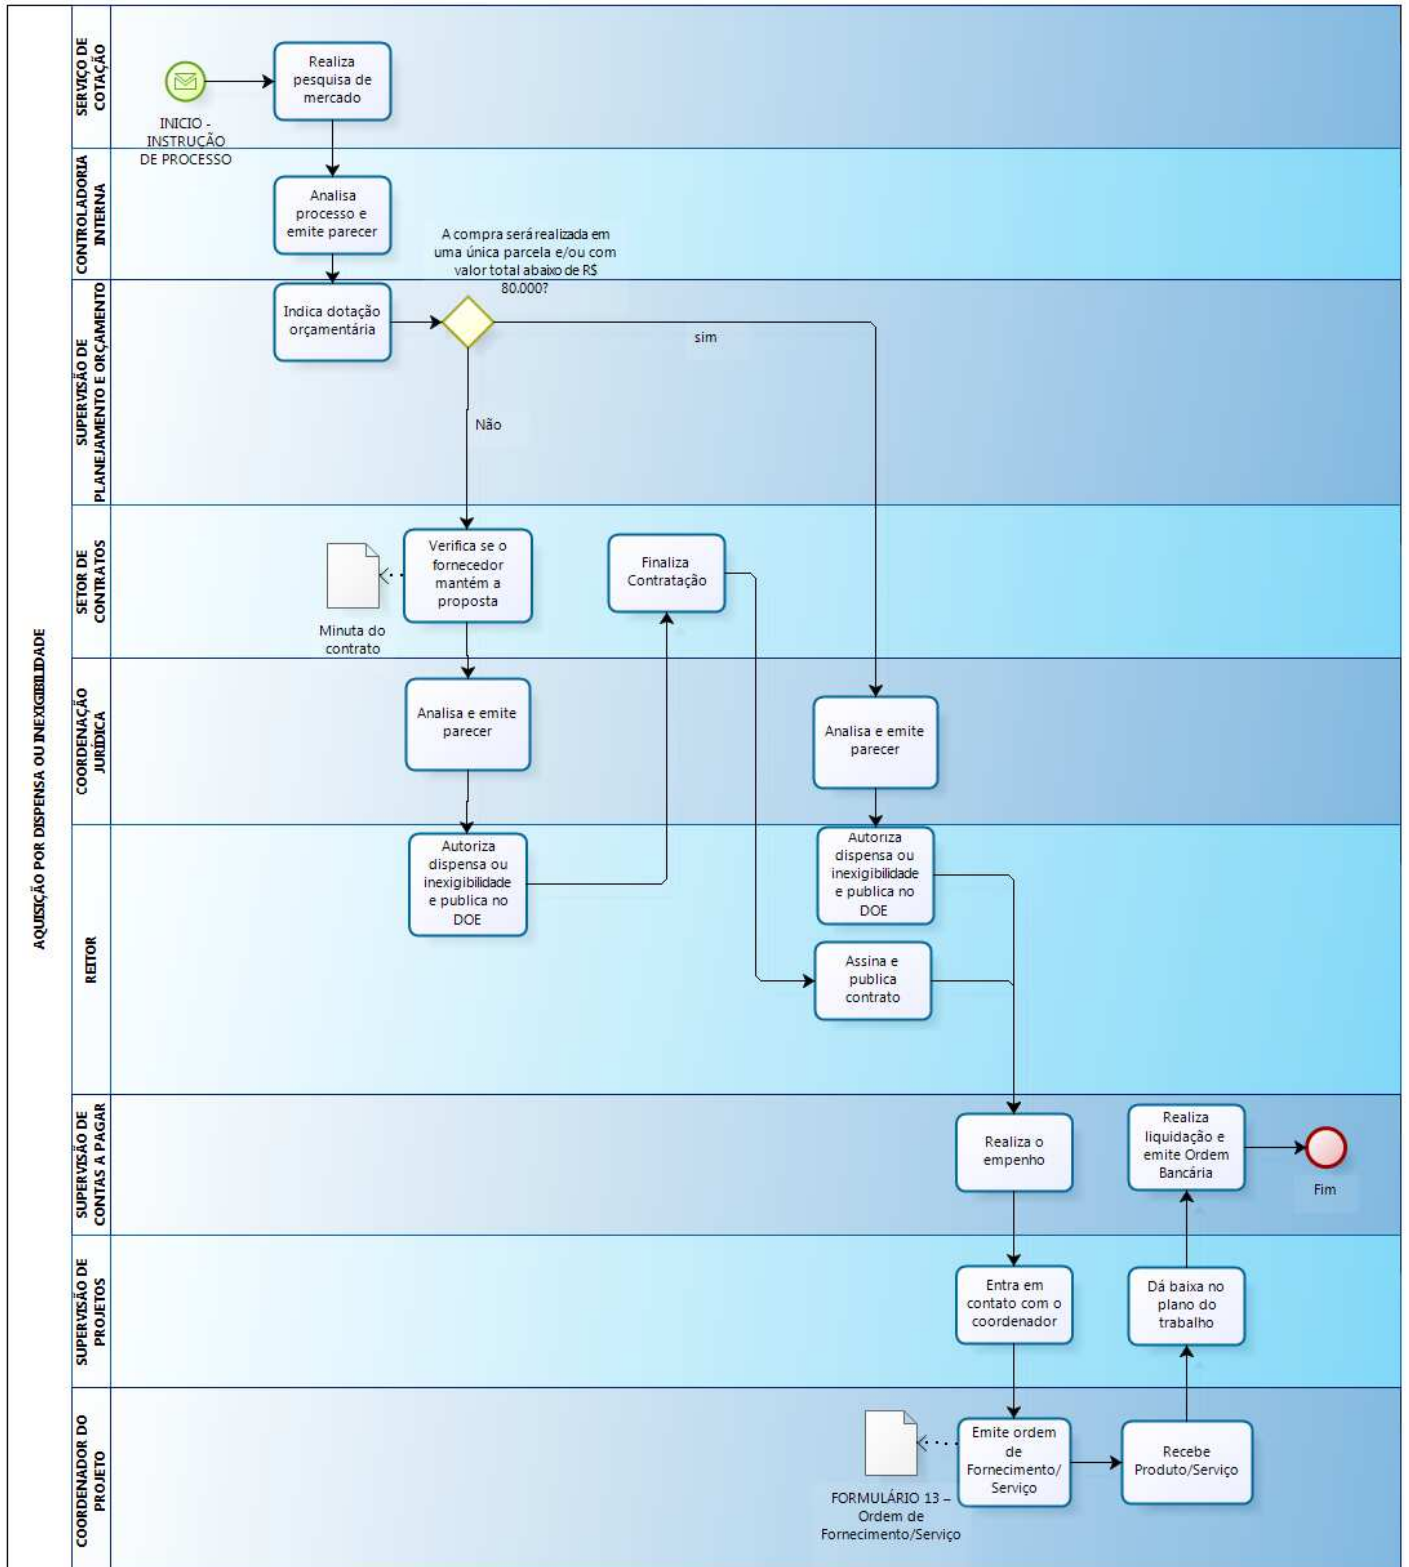 AQUISIÇÃO POR DISPENSA OU INEXIGIBILIDADE
SERVIÇO DE
COTAÇÃO
INICIO -
INSTRUÇÃO
DE PROCESSO
Realiza
pesquisa de
mercado
CONTROLADORIA
INTERNA
Analisa
processo e
emite parecer
A compra será realizada em
uma única parcela e/ou com
valor total abaixo de R$
80.000?
SUPERVISÃO DE
PLANEJAMENTO E ORÇAMENTO
Indica dotação
orçamentária
sim
Não
SETOR DE
CONTRATOS
Minuta do
contrato
Verifica se o
fornecedor
mantém a
proposta
Finaliza
Contratação
COORDENAÇÃO
JURÍDICA
Analisa e emite
parecer
Analisa e emite
parecer
REITOR
Autoriza
dispensa ou
inexigibilidade
e publica no
DOE
Autoriza
dispensa ou
inexigibilidade
e publica no
DOE
Assina e
publica
contrato
SUPERVISÃO DE
CONTAS A PAGAR
Realiza o
empenho
Realiza
liquidação e
emite Ordem
Bancária
Fim
SUPERVISÃO DE
PROJETOS
Entra em
contato com o
coordenador
Dá baixa no
plano do
trabalho
COORDENADOR DO
PROJETO
FORMULÁRIO 13 –
Ordem de
Fornecimento/Serviço
Emite ordem
de
Fornecimento/
Serviço
Recebe
Produto/Serviço